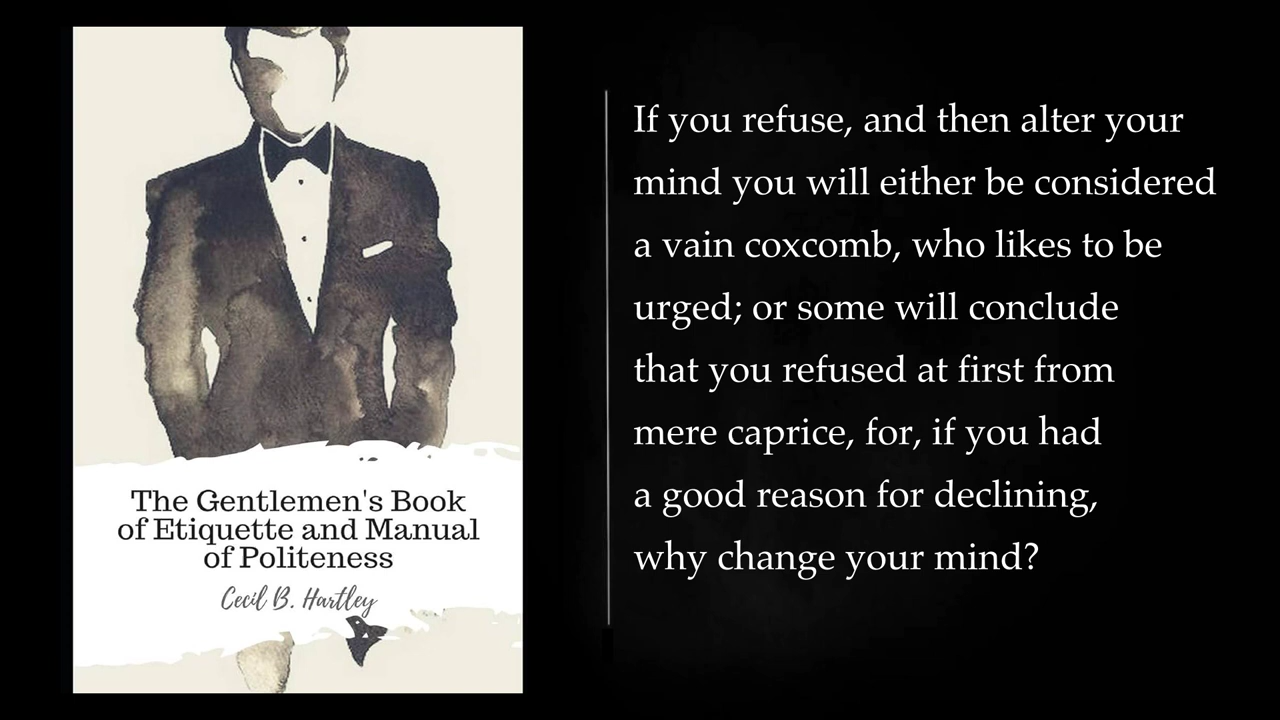 The Gentlemen's Book
of Etiquette and Manual
of Politeness
Cecil B. Hartley
If you refuse, and then alter your
mind you will either be considered
a vain coxcomb, who likes to be
urged; or some will conclude
that you refused at first from
mere caprice, for, if you had
a good reason for declining,
why change your mind?